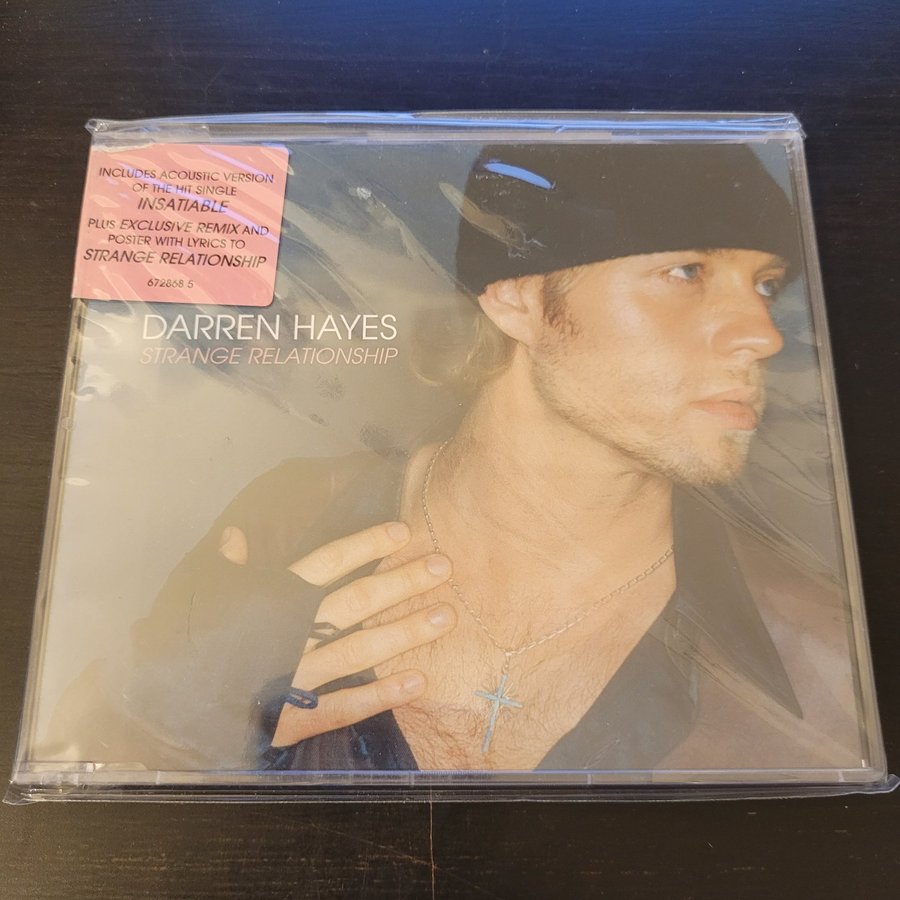 INCLUDES ACOUSTIC VERSION
OF THE HIT SINGLE
INSATIABLE
PLUS EXCLUSIVE REMIX AND
POSTER WITH LYRICS TO
STRANGE RELATIONSHIP
672868 5
DARREN HAYES
STRANGE RELATIONSHIP